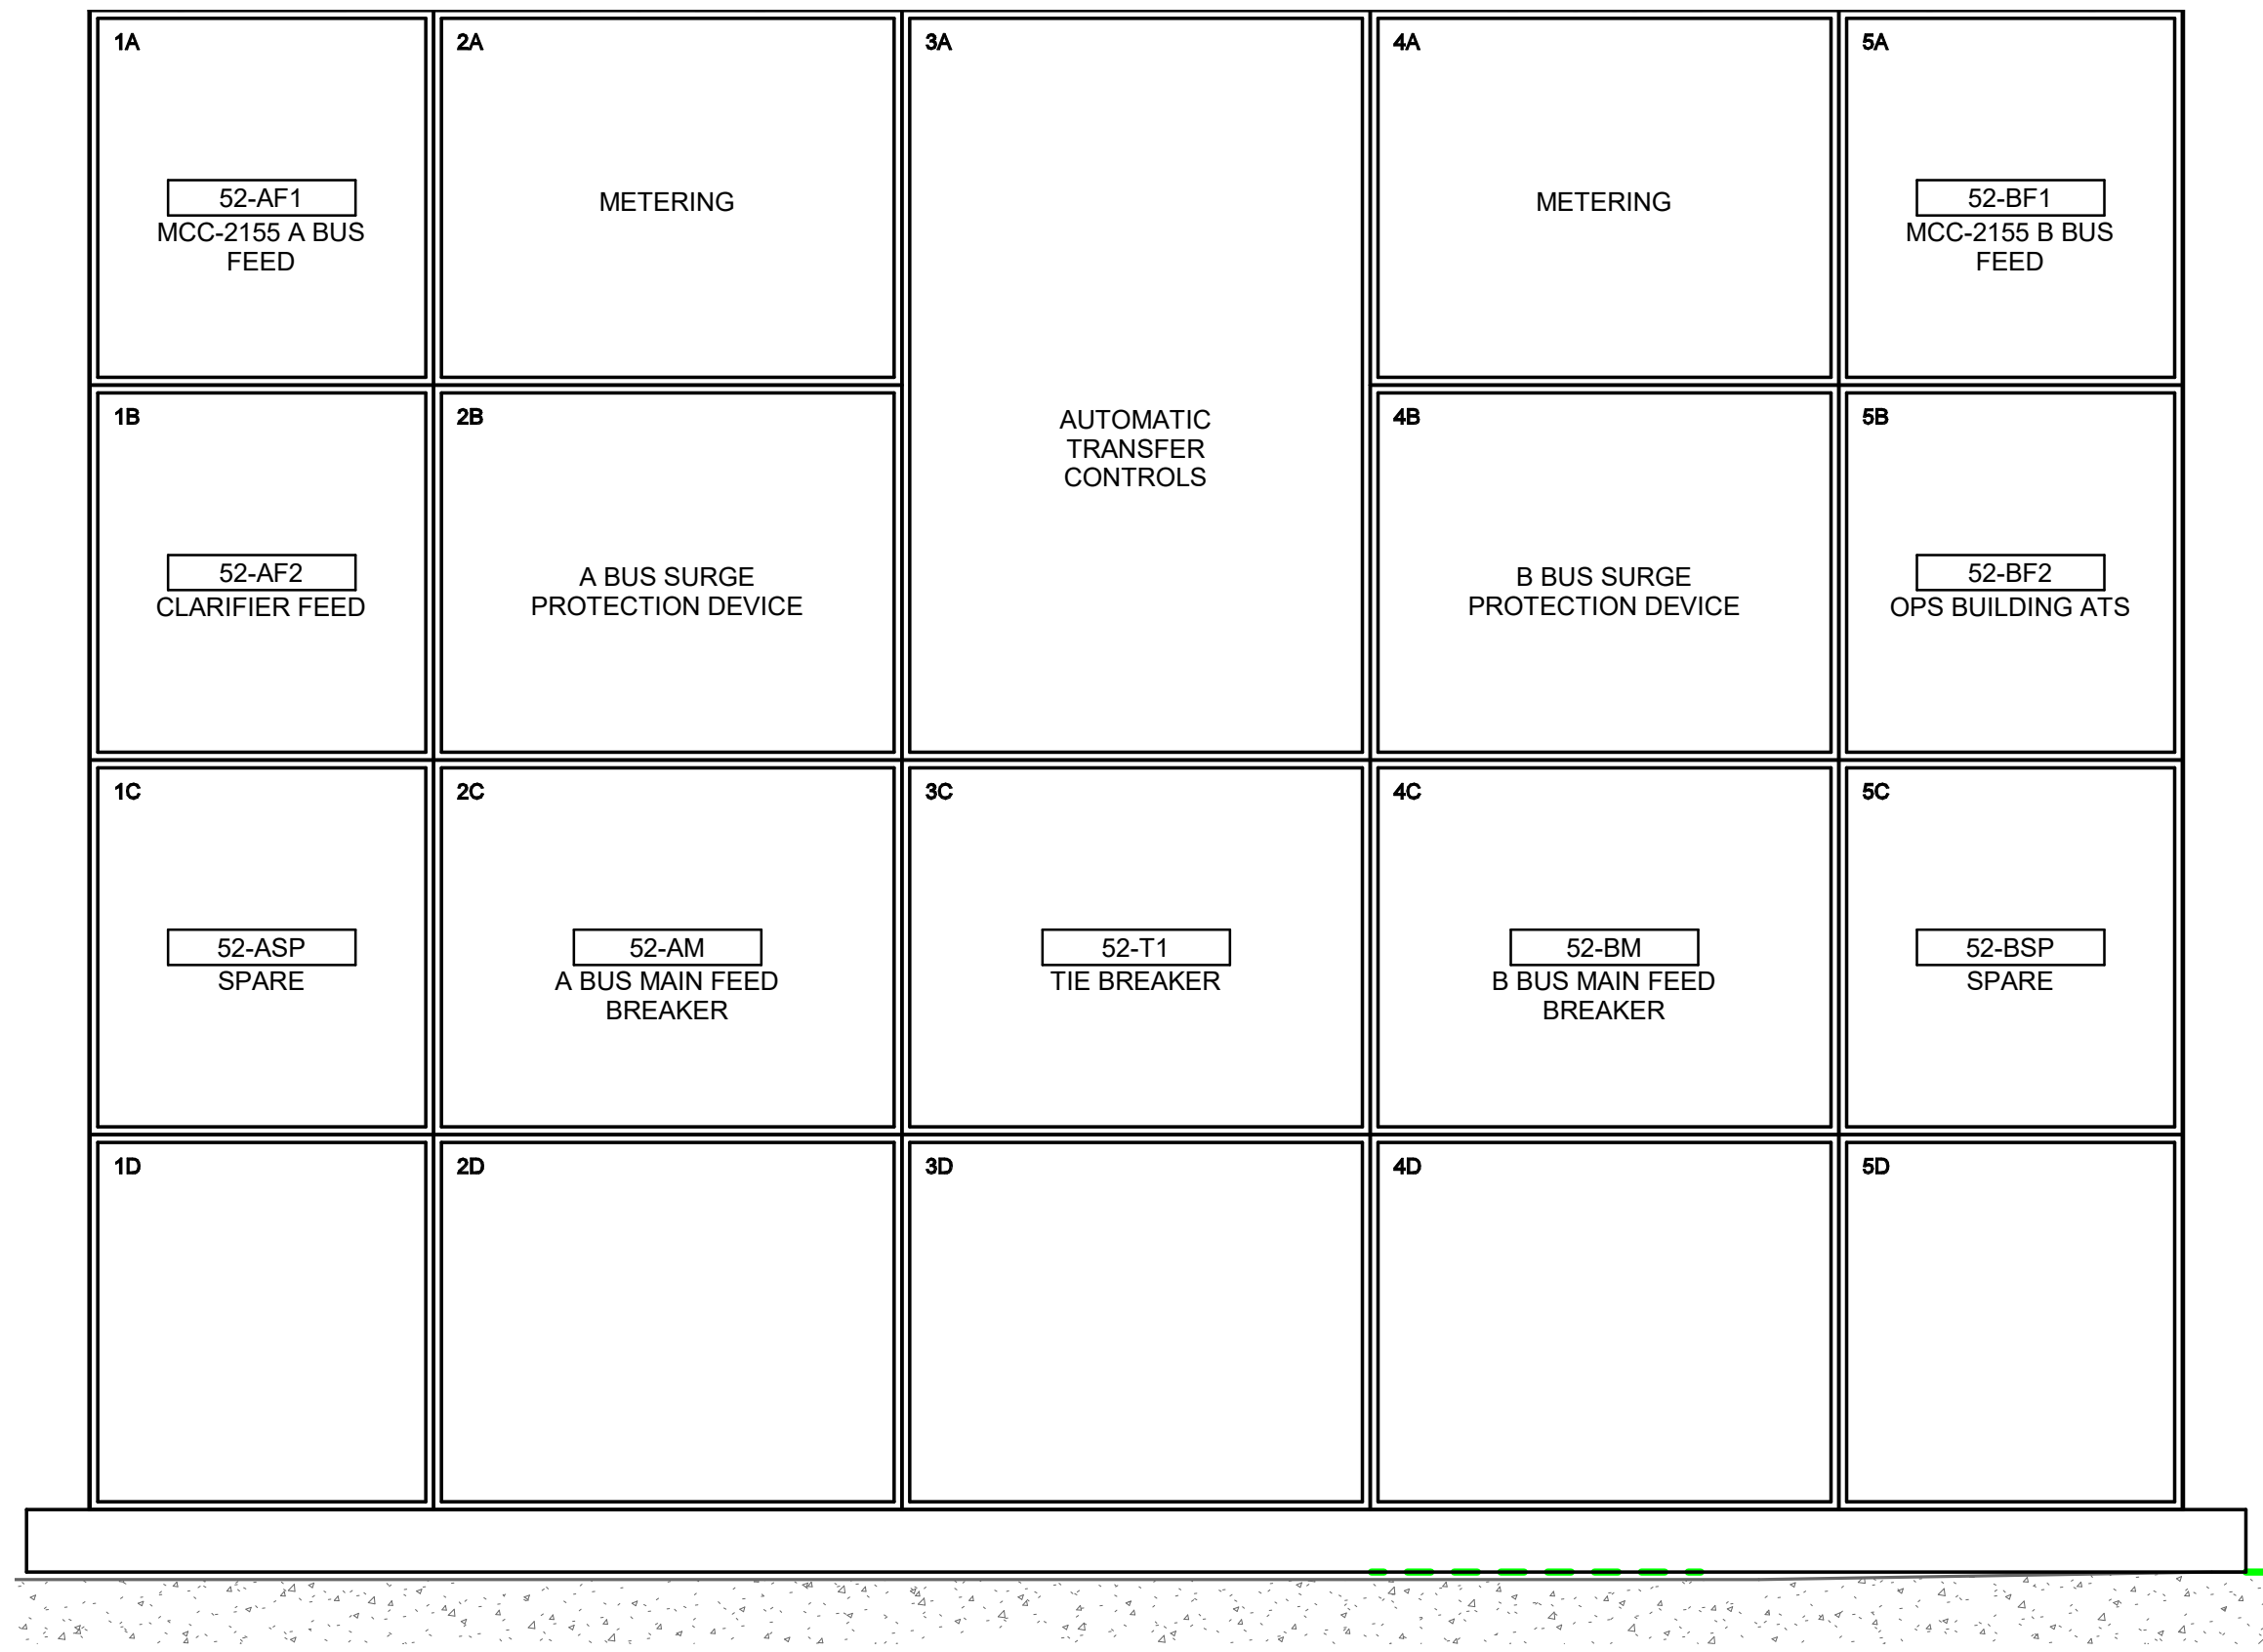 1A
2A
3A
4A
5A
52-AF1
MCC-2155 A BUS
FEED
METERING
METERING
52-BF1
MCC-2155 B BUS
FEED
AUTOMATIC
TRANSFER
CONTROLS
1B
2B
4B
5B
52-AF2
CLARIFIER FEED
A BUS SURGE
PROTECTION DEVICE
B BUS SURGE
PROTECTION DEVICE
52-BF2
OPS BUILDING ATS
1C
2C
3C
4C
5C
52-ASP
SPARE
52-AM
A BUS MAIN FEED
BREAKER
52-T1
TIE BREAKER
52-BM
B BUS MAIN FEED
BREAKER
52-BSP
SPARE
1D
2D
3D
4D
5D